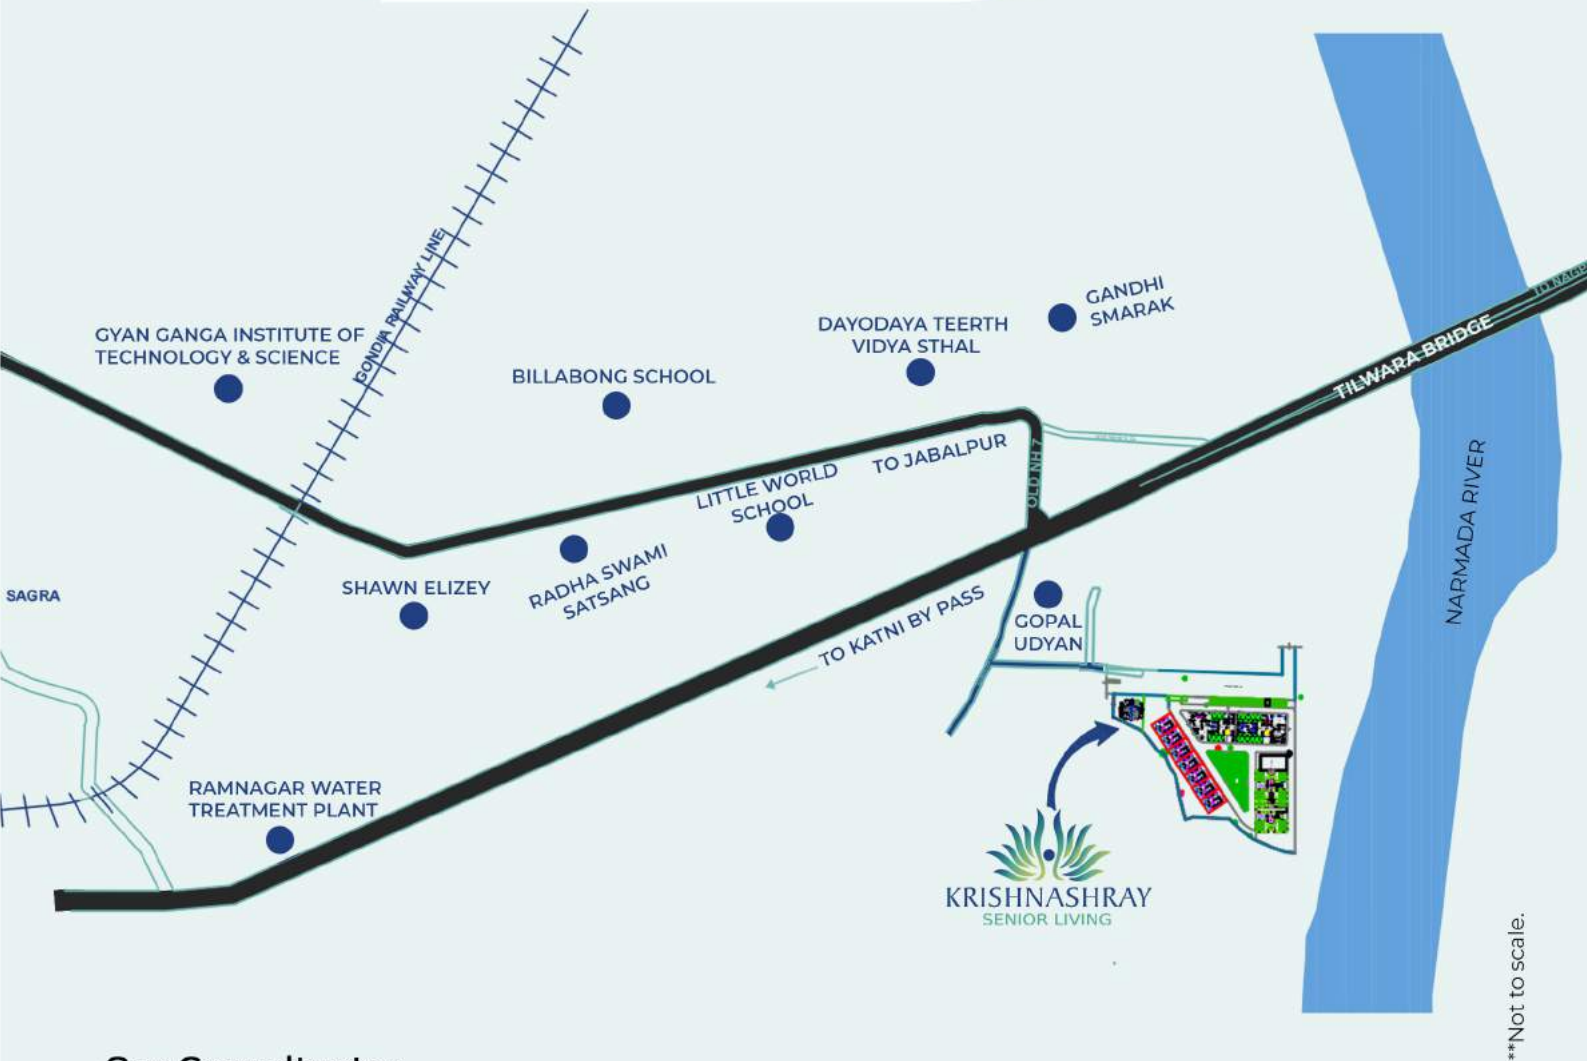 GONDIA RAILWAY LINE
GYAN GANGA INSTITUTE OF
TECHNOLOGY & SCIENCE
BILLABONG SCHOOL
DAYODAYA TEERTH
VIDYA STHAL
GANDHI
SMARAK
TILWARA BRIDGE
TO JABALPUR
OLD NH 7
LITTLE WORLD
SCHOOL
RADHA SWAMI
SATSANG
SHAWN ELIZEY
SAGRA
TO KATNI BY PASS
GOPAL
UDYAN
NARMADA RIVER
RAMNAGAR WATER
TREATMENT PLANT
KRISHNASHRAY
SENIOR LIVING
**Not to scale.